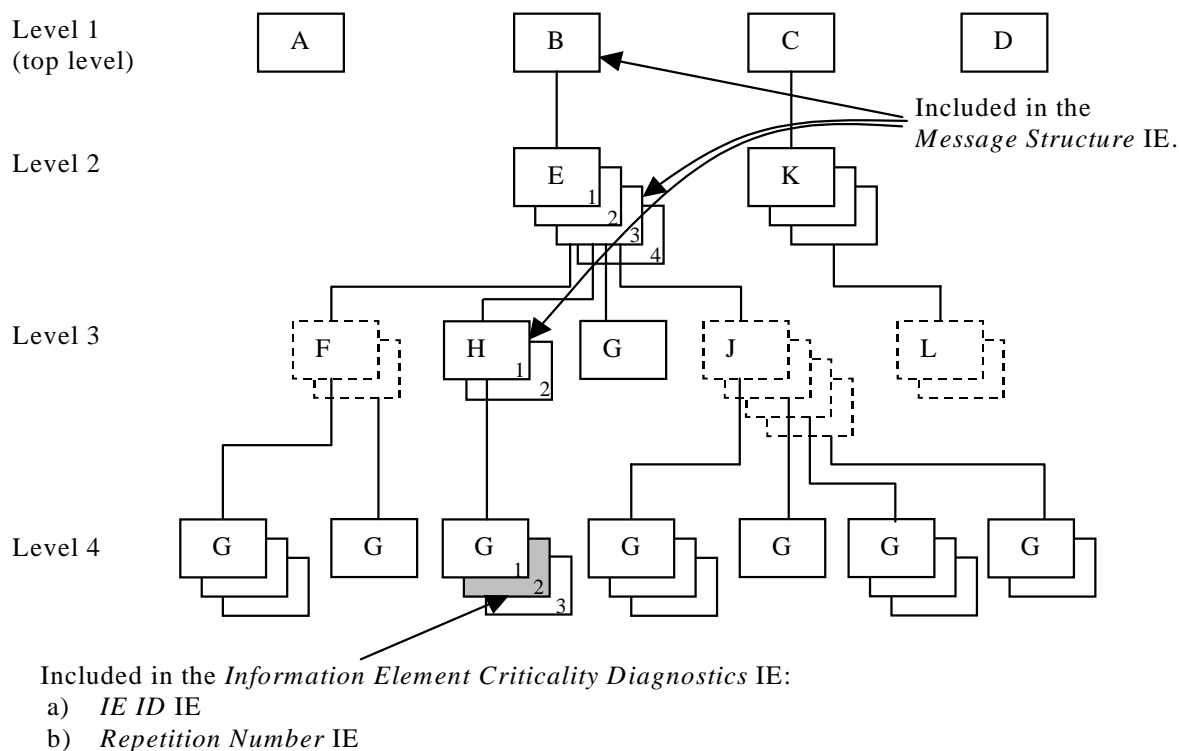 Level 1
(top level)
A
B
C
D
Included in the
Message Structure IE.
Level 2
E
1
2
3
4
K
Level 3
F
H
1
2
G
J
L
Level 4
G
G
G
1
2
3
G
G
G
G
Included in the Information Element Criticality Diagnostics IE:
a) IE ID IE
b) Repetition Number IE